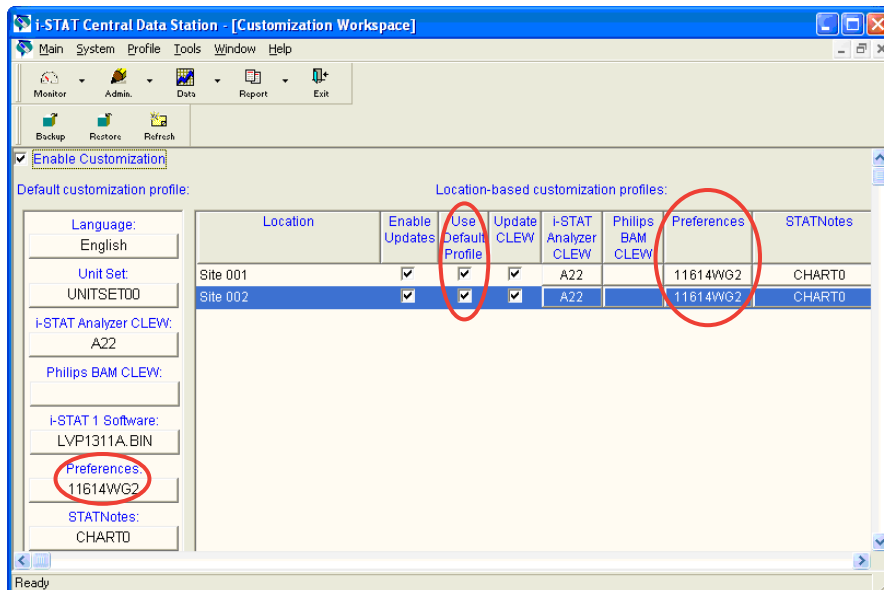 i-STAT Central Data Station - [Customization Workspace]
Main System Profile Tools Window Help
Monitor Admin. Data Report Exit
Backup Restore Refresh
Enable Customization
Default customization profile: Location-based customization profiles:
Language:
English
Unit Set:
UNITSET00
i-STAT Analyzer CLEW:
A22
Philips BAM CLEW:
i-STAT 1 Software:
LVP1311A.BIN
Preferences:
11614WG2
STATNotes:
CHART0
Location Enable Updates Use Default Profile Update CLEW i-STAT Analyzer CLEW Philips BAM CLEW Preferences STATNotes
Site 001 A22 11614WG2 CHART0
Site 002 A22 11614WG2 CHART0
Ready